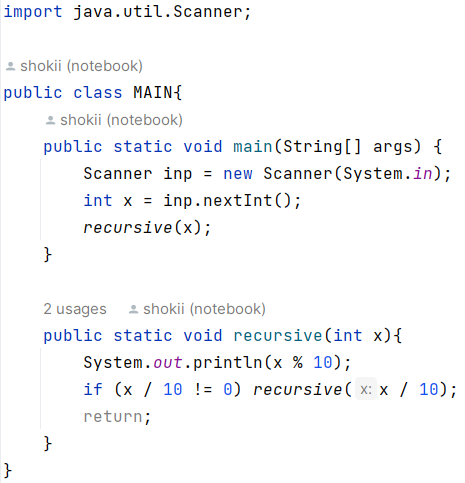 import java.util.Scanner;
shokii (notebook)
public class MAIN{
shokii (notebook)
public static void main(String[] args) {
Scanner inp = new Scanner(System.in);
int x = inp.nextInt();
recursive(x);
}
2 usages shokii (notebook)
public static void recursive(int x){
System.out.println(x % 10);
if (x / 10 != 0) recursive( x: x / 10);
return;
}
}